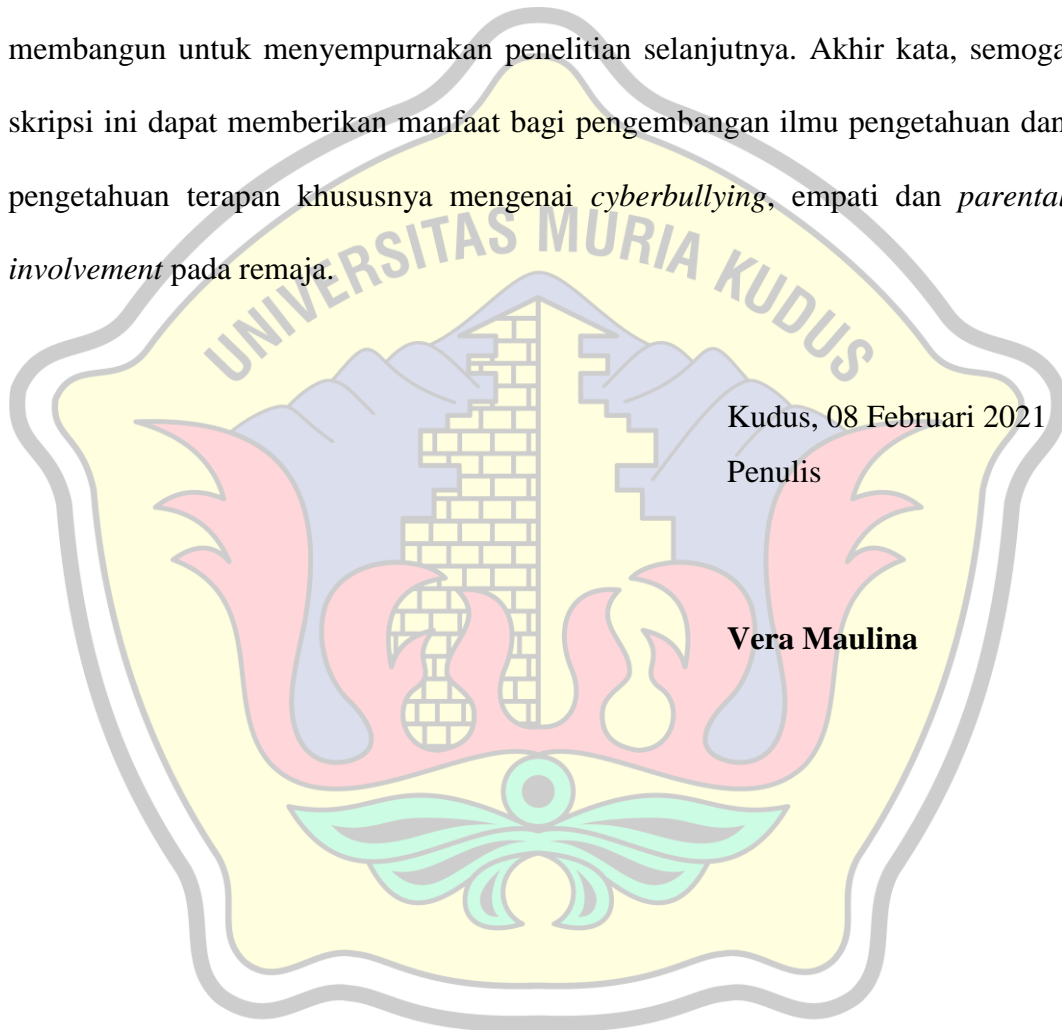 membangun untuk menyempurnakan penelitian selanjutnya. Akhir kata, semoga
skripsi ini dapat memberikan manfaat bagi pengembangan ilmu pengetahuan dan
pengetahuan terapan khususnya mengenai cyberbullying, empati dan parental
involvement pada remaja.
UNIVERSITAS MURIA KUDUS
Kudus, 08 Februari 2021
Penulis
Vera Maulina